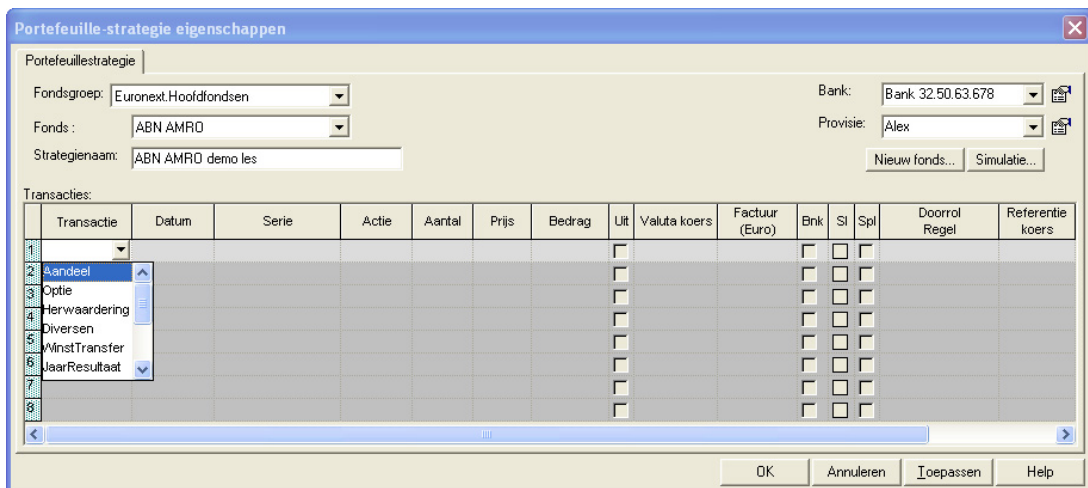 Portefeuille-strategie eigenschappen
Portefeuillestrategie
Fondsgroep: Euronext.Hoofdfondsen Bank: Bank 32.50.63.678
Fonds : ABN AMRO Provisie: Alex
Strategienaam: ABN AMRO demo les Nieuw fonds... Simulatie...
Transacties:
Transactie Datum Serie Actie Aantal Prijs Bedrag Uit Valuta koers Factuur (Euro) Bnk Sl Spl Doorrol Regel Referentie koers
1
2 Aandeel
3 Optie
4 Herwaardering
Diversen
5 WinstTransfer
6 JaarResultaat
7
8
OK Annuleren Toepassen Help